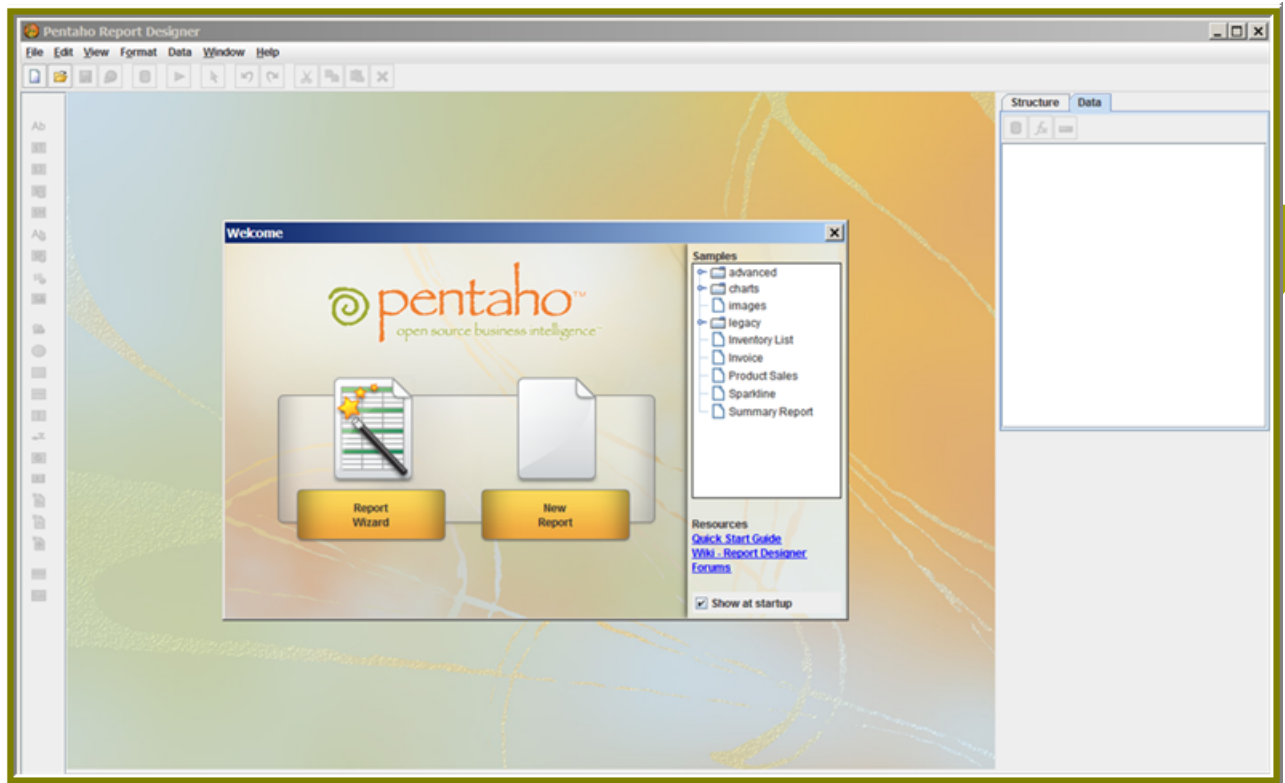 Pentaho Report Designer
File Edit View Format Data Window Help
Structure Data
Ab
Welcome
pentaho™
open source business intelligence™
Report
Wizard
New
Report
Samples
advanced
charts
images
legacy
Inventory List
Invoice
Product Sales
Sparkline
Summary Report
Resources
Quick Start Guide
Wiki - Report Designer
Forums
Show at startup